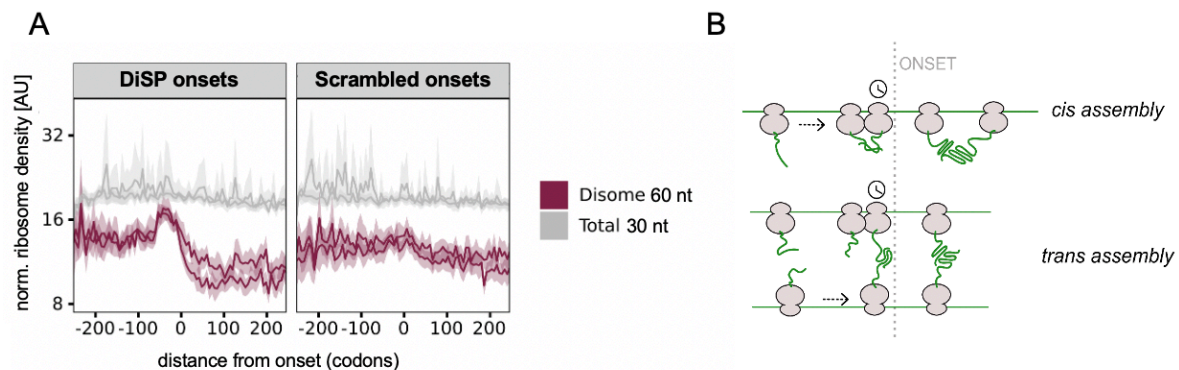 A
DiSP onsets
Scrambled onsets
norm. ribosome density [AU]
32
16
8
-200 -100 0 100 200
-200 -100 0 100 200
distance from onset (codons)
Disome 60 nt
Total 30 nt
B
ONSET
cis assembly
trans assembly